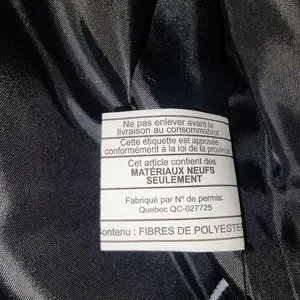 Ne pas enlever avant la
livraison au consommateur
Cette étiquette est apposée
conformément à la loi de la province
Cet article contient des
MATÉRIAUX NEUFS
SEULEMENT
Fabriqué par Nº de permis:
Quebec QC-027725
Contenu : FIBRES DE POLYESTER